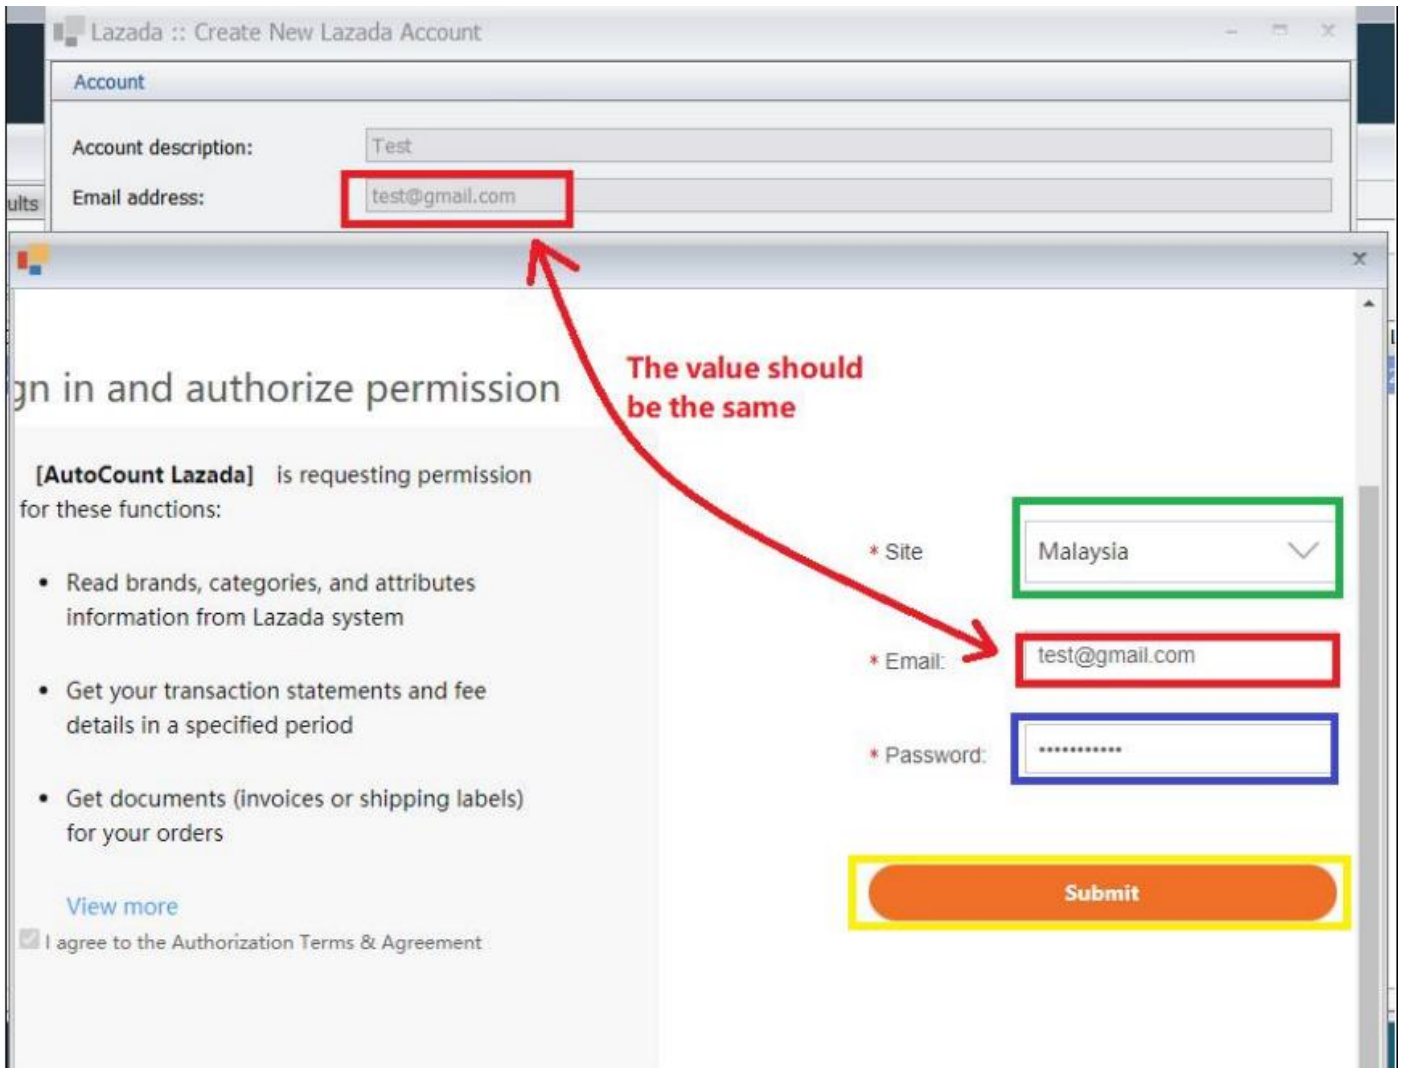 Lazada :: Create New Lazada Account
Account
Account description:
Test
ults
Email address:
test@gmail.com
The value should
be the same
gn in and authorize permission
[AutoCount Lazada] is requesting permission
for these functions:
• Read brands, categories, and attributes
information from Lazada system
• Get your transaction statements and fee
details in a specified period
• Get documents (invoices or shipping labels)
for your orders
View more
I agree to the Authorization Terms & Agreement
* Site
Malaysia
* Email:
test@gmail.com
* Password:
•••••••••••
Submit